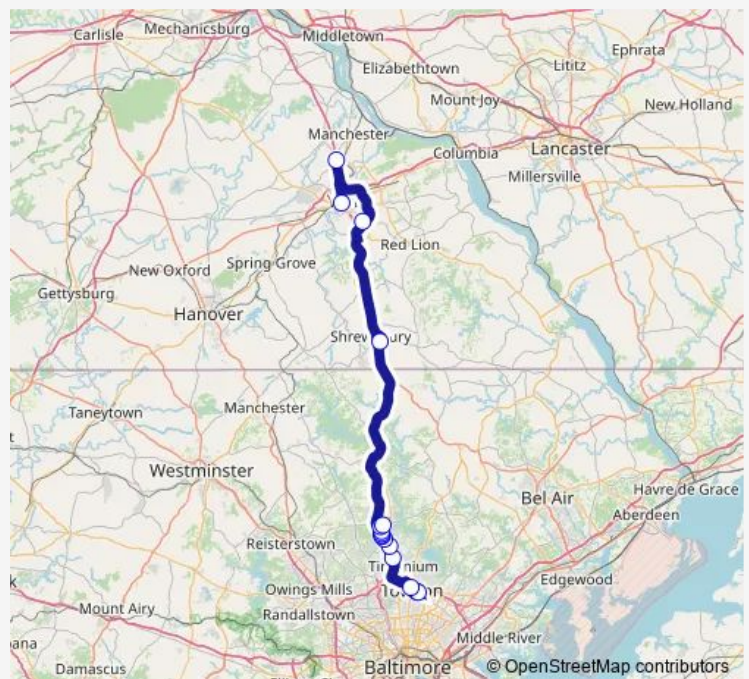 Carlisle
Mechanicsburg
Middletown
Ephrata
Elizabethtown
Lititz
Mount Joy
New Holland
Manchester
Lancaster
Columbia
Millersville
Red Lion
Spring Grove
New Oxford
Gettysburg
Hanover
Shrewsbury
Taneytown
Manchester
Westminster
Bel Air
Havre de Grace
Aberdeen
Reisterstown
Timonium
Edgewood
Owings Mills
Towson
Mount Airy
Randallstown
Middle River
Damascus
Baltimore
© OpenStreetMap contributors